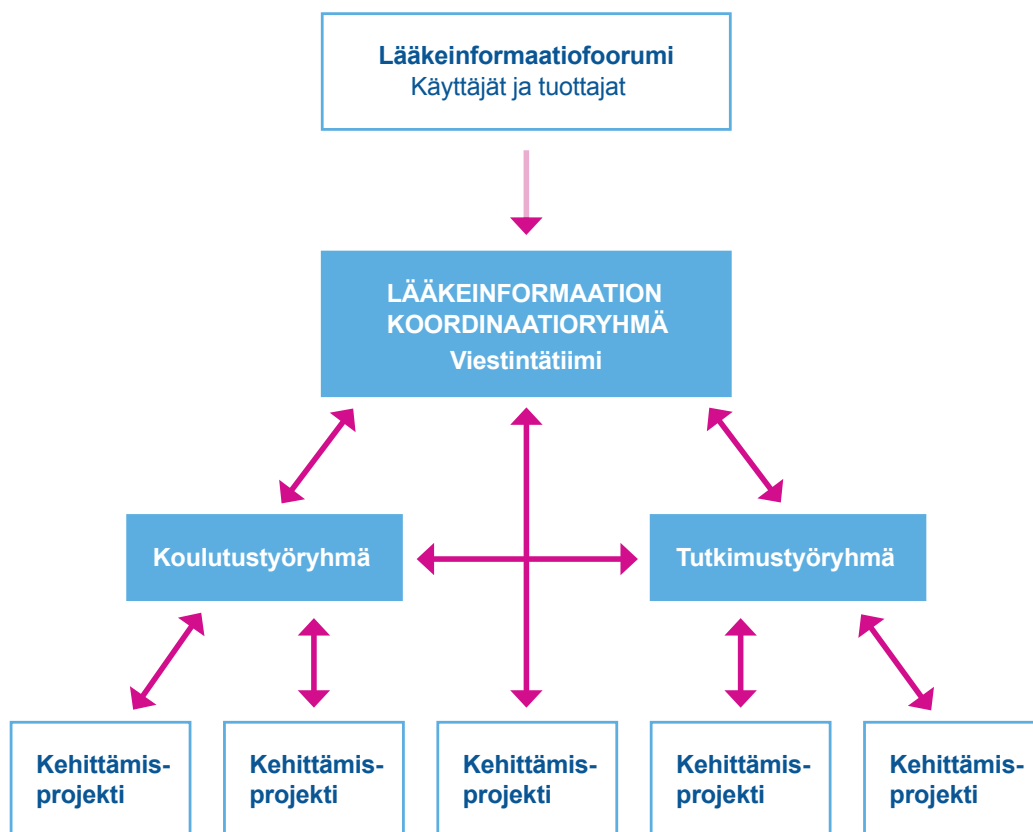 Lääkeinformaatiofoorumi
Käyttäjät ja tuottajat
LÄÄKEINFORMAATION
KOORDINAATIORYHMÄ
Viestintätiimi
Koulutustyöryhmä
Tutkimustyöryhmä
Kehittämis-
projekti
Kehittämis-
projekti
Kehittämis-
projekti
Kehittämis-
projekti
Kehittämis-
projekti